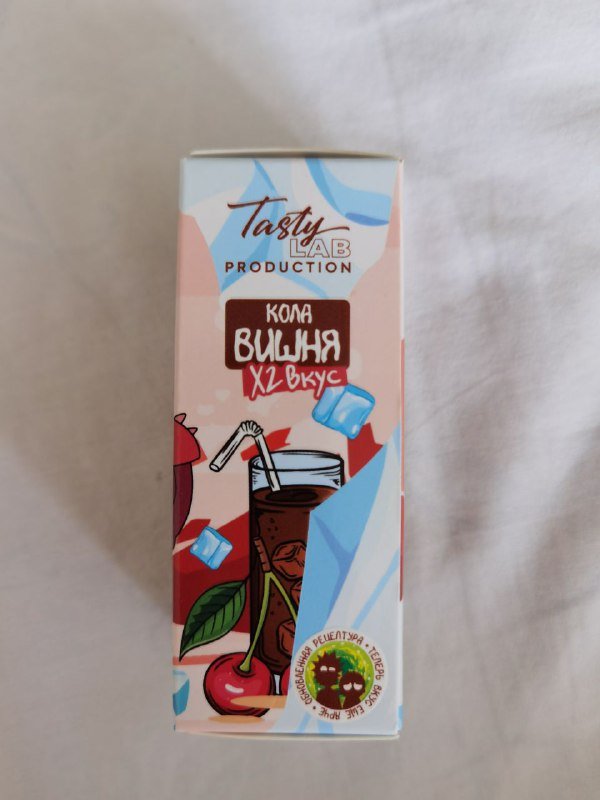 Tasty
LAB
PRODUCTION
КОЛА
ВИШНЯ
X2 Вкус
ОБНОВЛЕННАЯ РЕЦЕПТУРА • ТЕПЕРЬ ВКУС ЕЩЕ ЯРЧЕ •